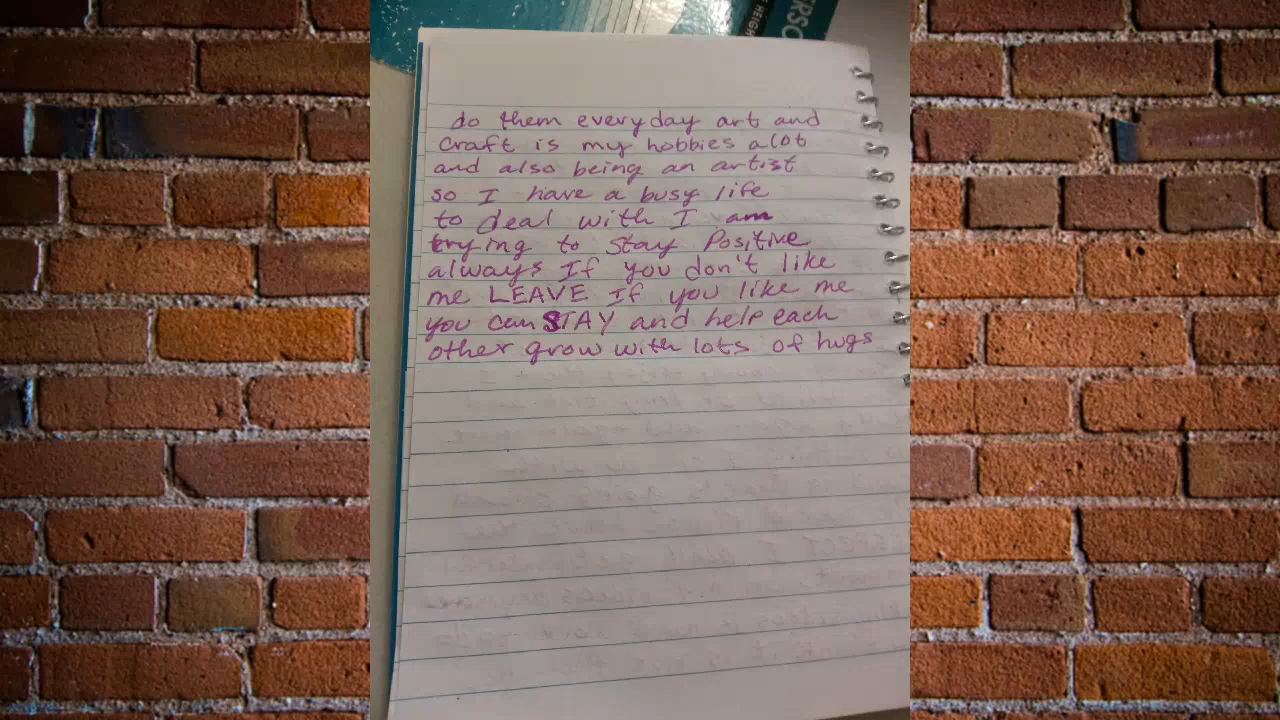 ERSO
HEIGH
do them everyday art and
craft is my hobbies alot
and also being an artist
so I have a busy life
to deal with I am
trying to stay Positive
always If you don't like
me LEAVE If you like me
you can STAY and help each
other grow with lots of hugs